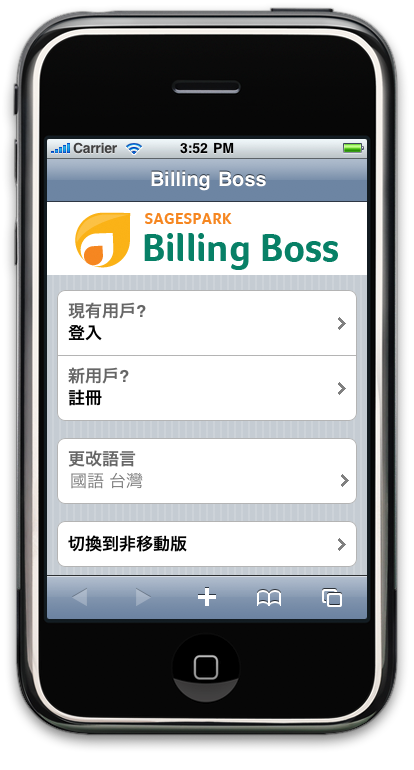 Carrier 3:52 PM
Billing Boss
SAGESPARK
Billing Boss
現有用戶?
登入
新用戶?
註冊
更改語言
國語 台灣
切換到非移動版